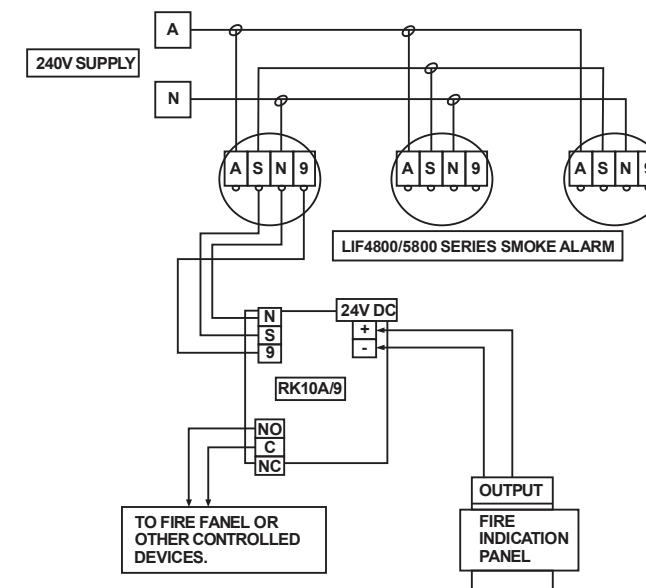 A
240V SUPPLY
N
A S N 9
A S N 9
A S N 9
LIF4800/5800 SERIES SMOKE ALARM
N
S
9
24V DC
+
-
RK10A/9
NO
C
NC
OUTPUT
TO FIRE FANEL OR
OTHER CONTROLLED
DEVICES.
FIRE
INDICATION
PANEL